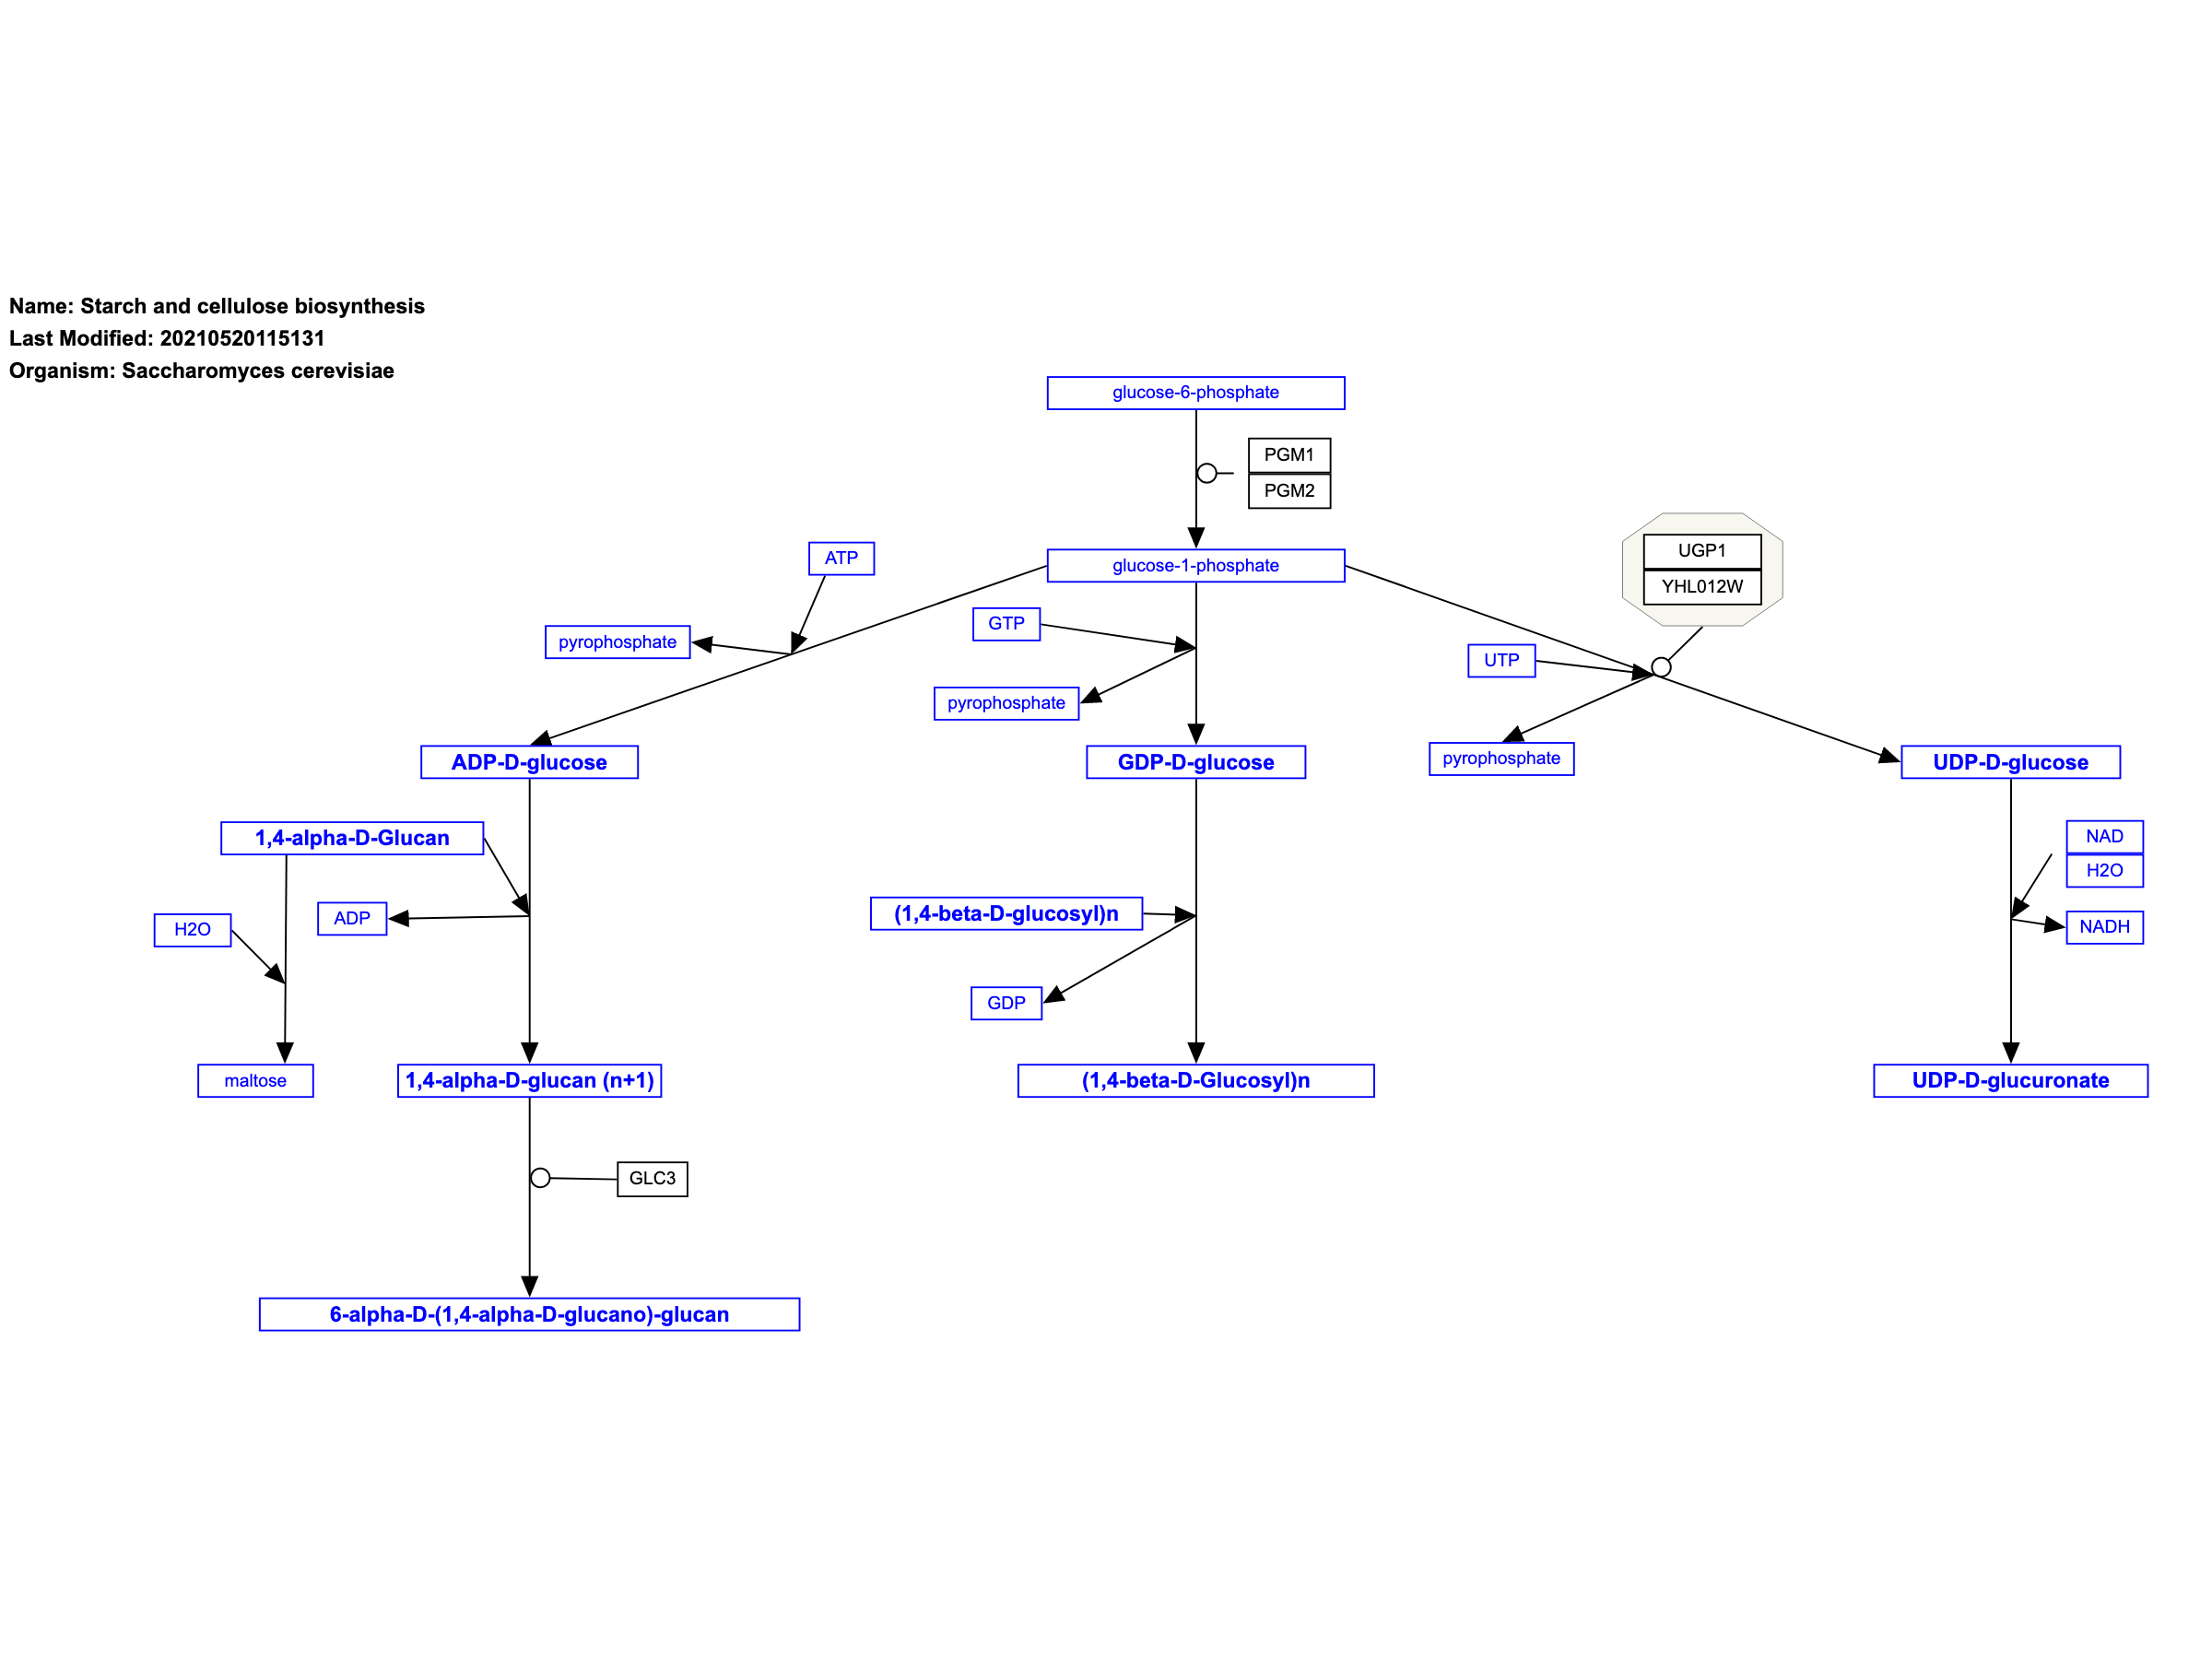 Name: Starch and cellulose biosynthesis
Last Modified: 20210520115131
Organism: Saccharomyces cerevisiae
glucose-6-phosphate
PGM1
PGM2
glucose-1-phosphate
ATP
pyrophosphate
GTP
pyrophosphate
UGP1
YHL012W
UTP
pyrophosphate
ADP-D-glucose
GDP-D-glucose
UDP-D-glucose
1,4-alpha-D-Glucan
ADP
H2O
(1,4-beta-D-glucosyl)n
GDP
NAD
H2O
NADH
maltose
1,4-alpha-D-glucan (n+1)
(1,4-beta-D-Glucosyl)n
UDP-D-glucuronate
GLC3
6-alpha-D-(1,4-alpha-D-glucano)-glucan